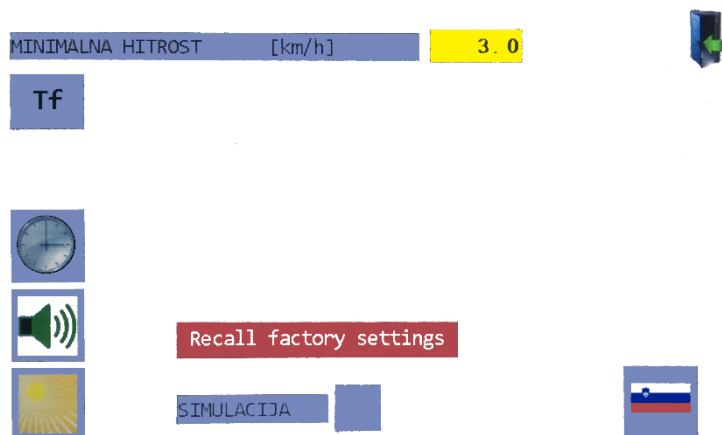 MINIMALNA HITROST [km/h] 3.0
Tf
Recall factory settings
SIMULACIJA